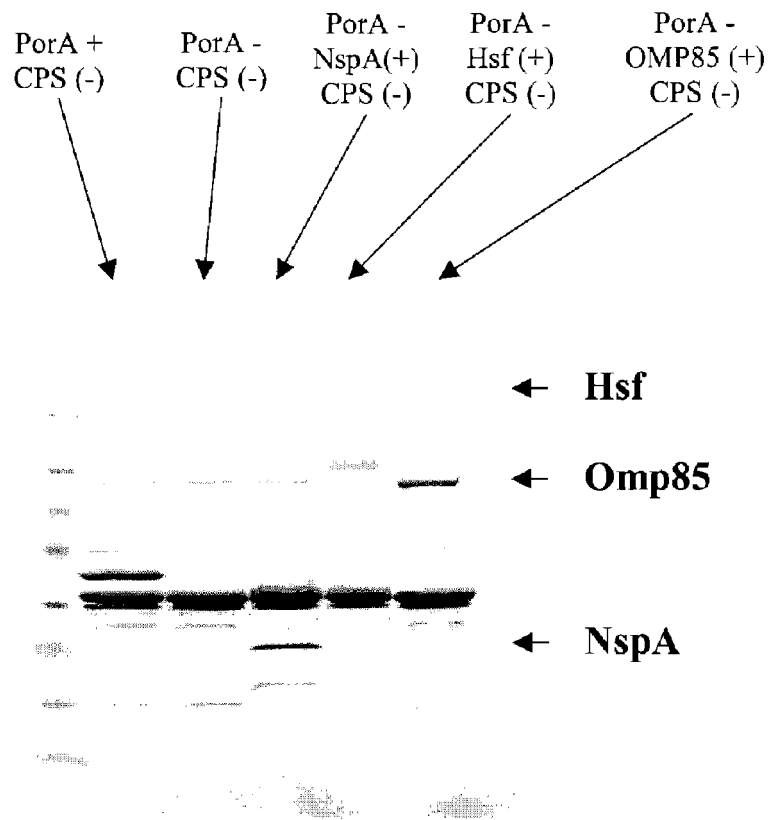 PorA +
CPS (-)
PorA -
CPS (-)
PorA -
NspA(+)
CPS (-)
PorA -
Hsf (+)
CPS (-)
PorA -
OMP85 (+)
CPS (-)
Hsf
Omp85
NspA